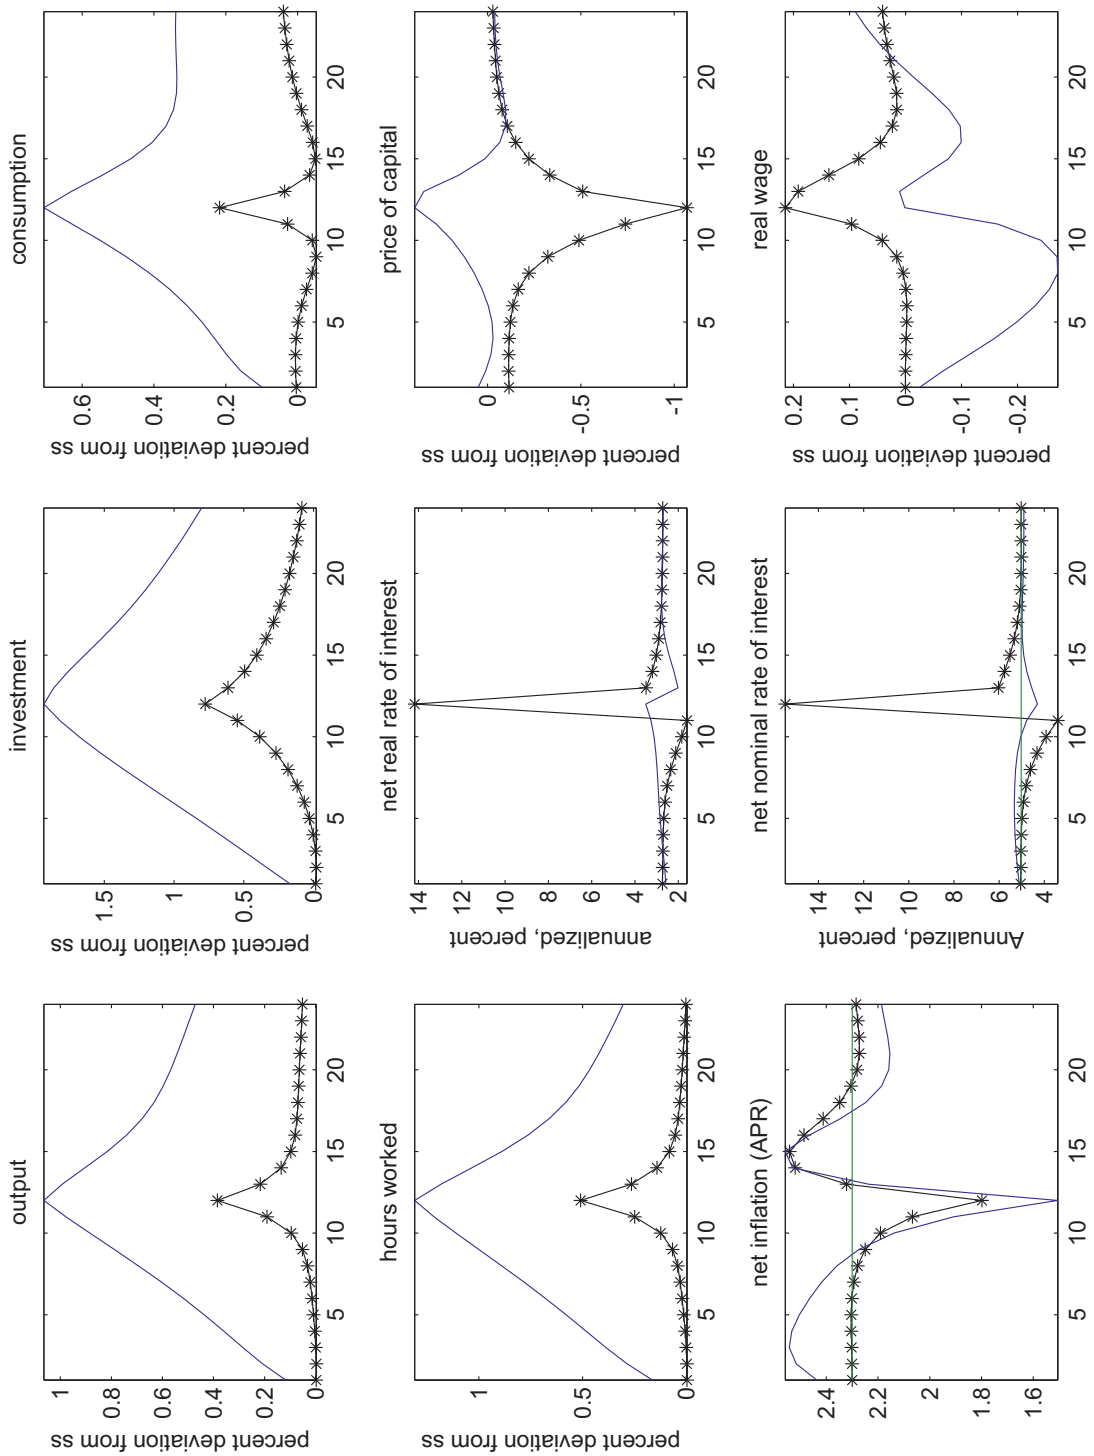 output
percent deviation from ss
1
0.8
0.6
0.4
0.2
0
5 10 15 20
investment
percent deviation from ss
1.5
1
0.5
0
5 10 15 20
consumption
percent deviation from ss
0.6
0.4
0.2
0
5 10 15 20
hours worked
percent deviation from ss
1
0.5
0
5 10 15 20
net real rate of interest
annualized, percent
14
12
10
8
6
4
2
5 10 15 20
price of capital
percent deviation from ss
0
-0.5
-1
5 10 15 20
net inflation (APR)
percent deviation from ss
2.4
2.2
2
1.8
1.6
5 10 15 20
net nominal rate of interest
Annualized, percent
14
12
10
8
6
4
5 10 15 20
real wage
percent deviation from ss
0.2
0.1
0
-0.1
-0.2
5 10 15 20